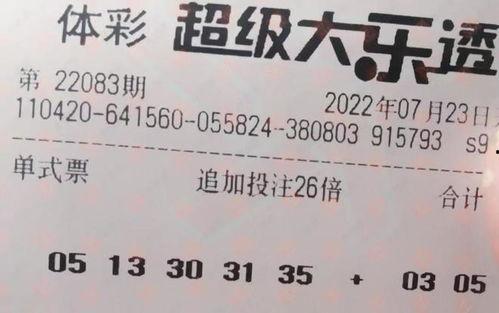 体彩 超级大乐透
第 22083期 2022年07月23日
110420-641560-055824-380803 915793 s9
单式票 追加投注26倍 合计
05 13 30 31 35 + 03 05